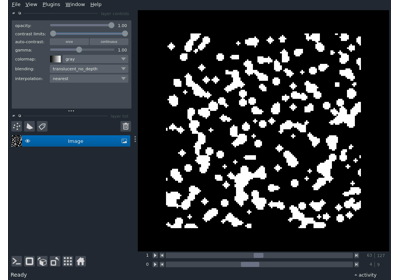 File View Plugins Window Help
opacity: 1.00
contrast limits:
auto-contrast: once continuous
gamma: 1.00
colormap: gray
blending: translucent_no_depth
interpolation: nearest
Image
1
0
Ready activity